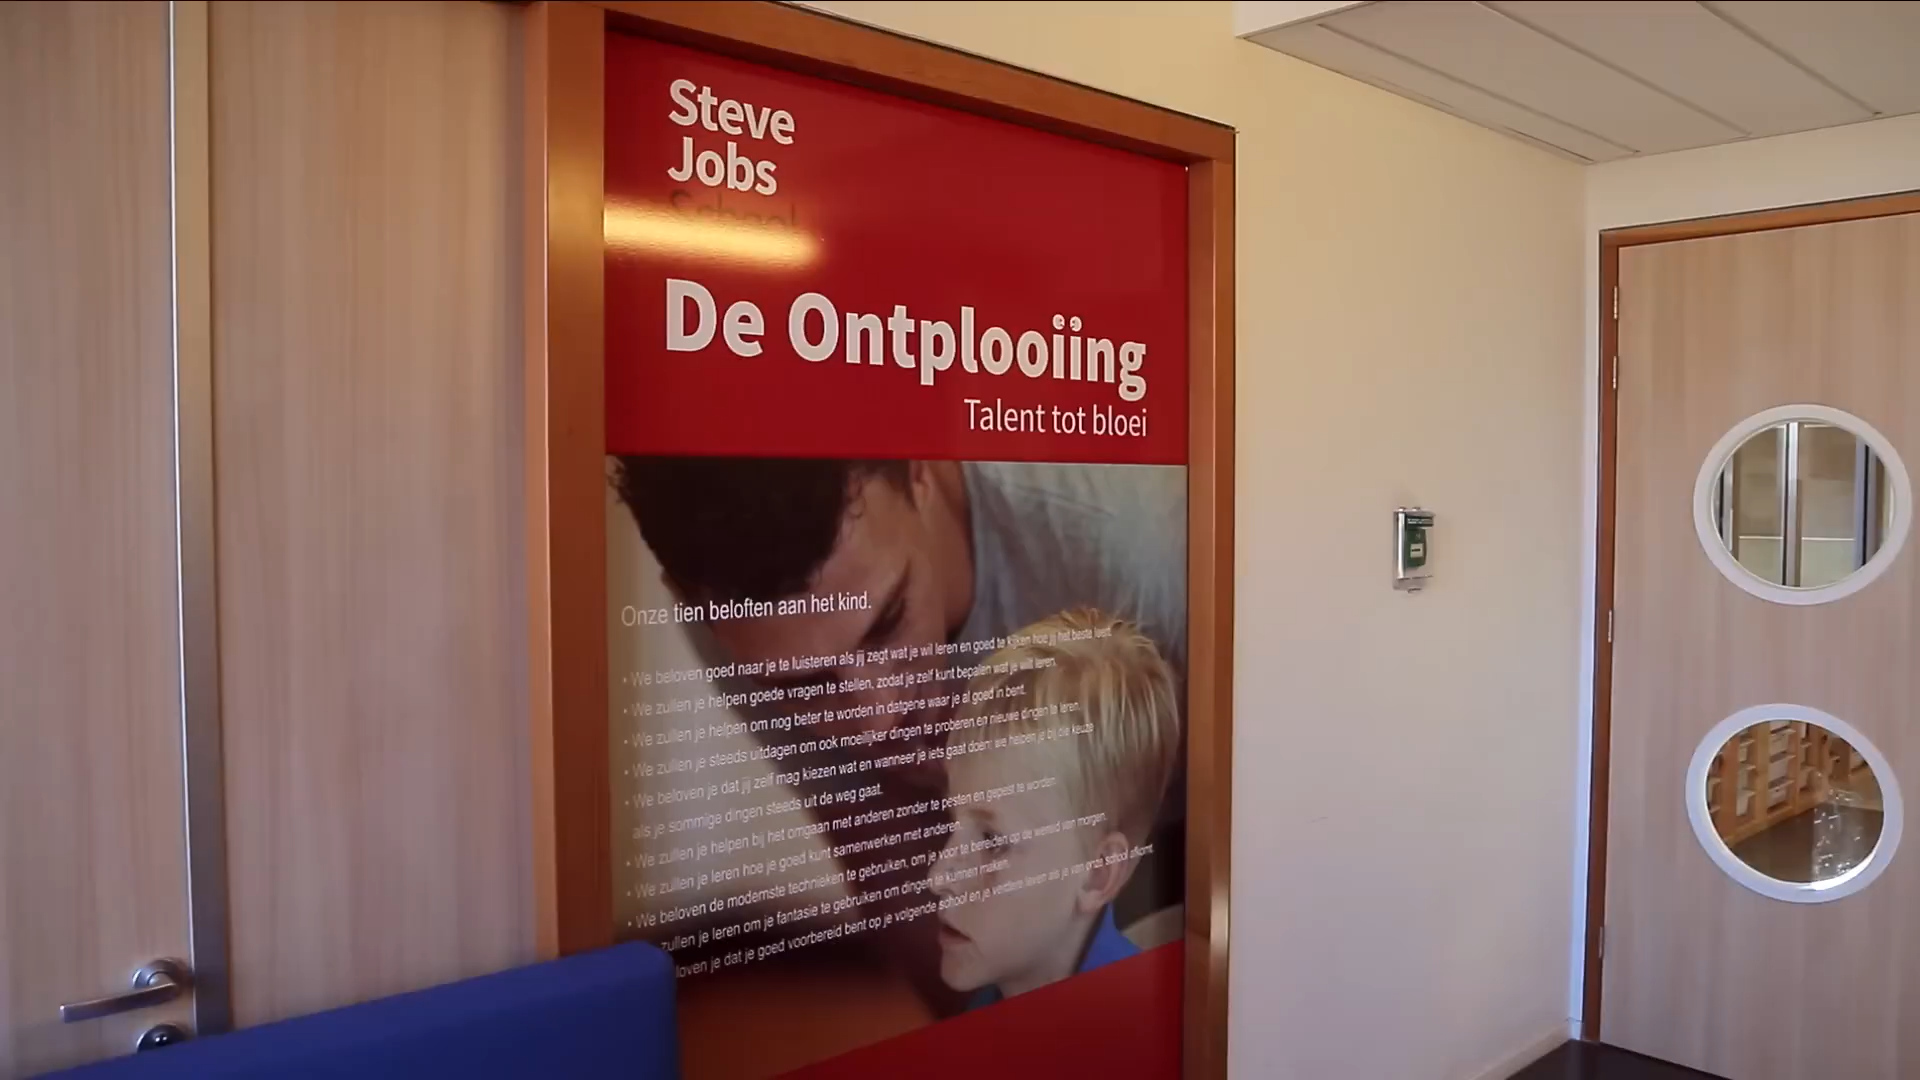 Steve
Jobs
School
De Ontplooiing
Talent tot bloei
Onze tien beloften aan het kind.
• We beloven goed naar je te luisteren als jij zegt wat je wil leren en goed te kijken hoe jij het beste leert.
• We zullen je helpen goede vragen te stellen, zodat je zelf kunt bepalen wat je wilt leren.
• We zullen je helpen om nog beter te worden in datgene waar je al goed in bent.
• We zullen je steeds uitdagen om ook moeilijker dingen te proberen en nieuwe dingen te leren.
• We beloven je dat jij zelf mag kiezen wat en wanneer je iets gaat doen: we helpen je bij die keuze
als je sommige dingen steeds uit de weg gaat.
• We zullen je helpen bij het omgaan met anderen zonder te pesten en gepest te worden.
• We zullen je leren hoe je goed kunt samenwerken met anderen.
• We beloven de modernste technieken te gebruiken, om je voor te bereiden op de wereld van morgen.
zullen je leren om je fantasie te gebruiken om dingen te kunnen maken.
loven je dat je goed voorbereid bent op je volgende school en je verdere leven als je van onze school afkomt.